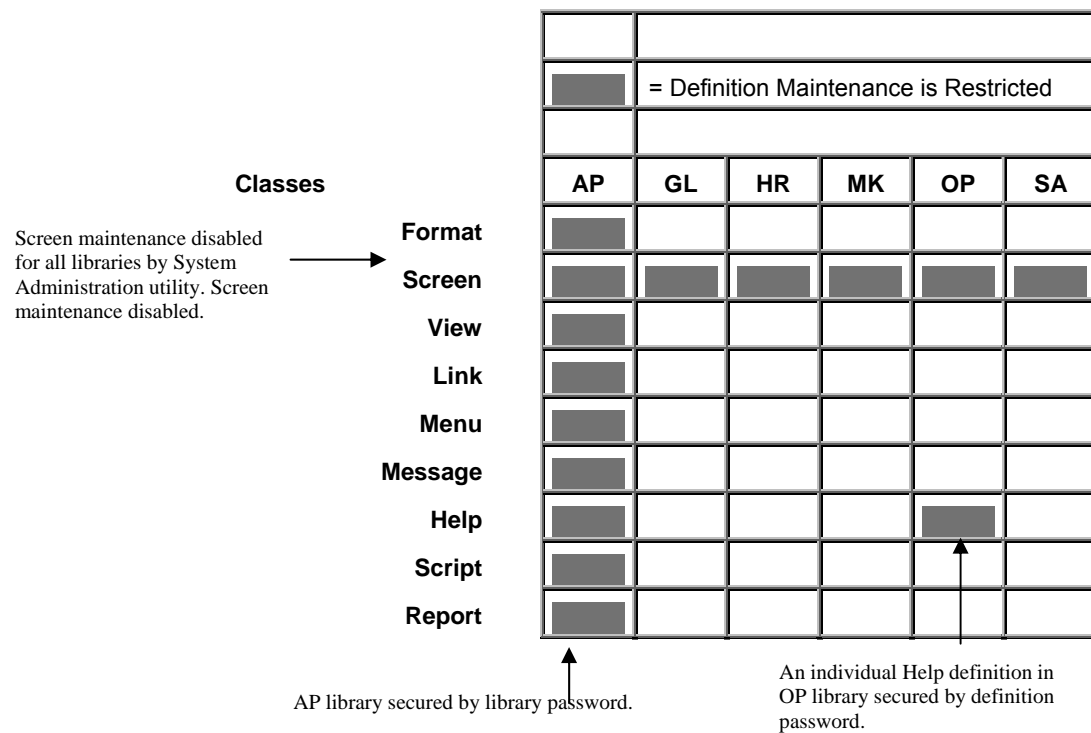 = Definition Maintenance is Restricted
Classes
AP GL HR MK OP SA
Format
Screen maintenance disabled
for all libraries by System
Administration utility. Screen
maintenance disabled.
Screen
View
Link
Menu
Message
Help
Script
Report
AP library secured by library password.
An individual Help definition in
OP library secured by definition
password.